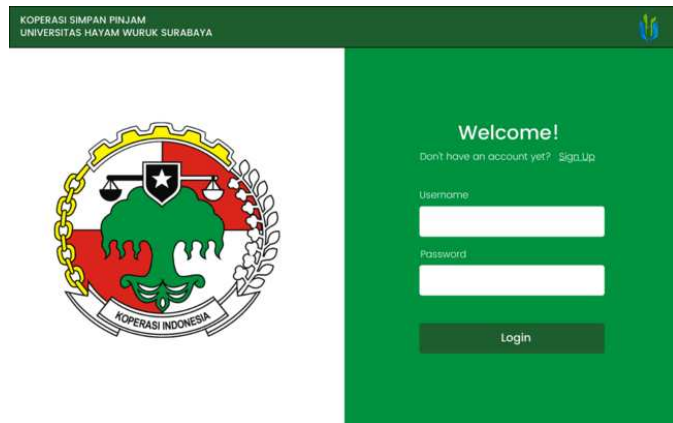 KOPERASI SIMPAN PINJAM
UNIVERSITAS HAYAM WURUK SURABAYA
KOPERASI INDONESIA
Welcome!
Don't have an account yet? Sign Up
Username
Password
Login